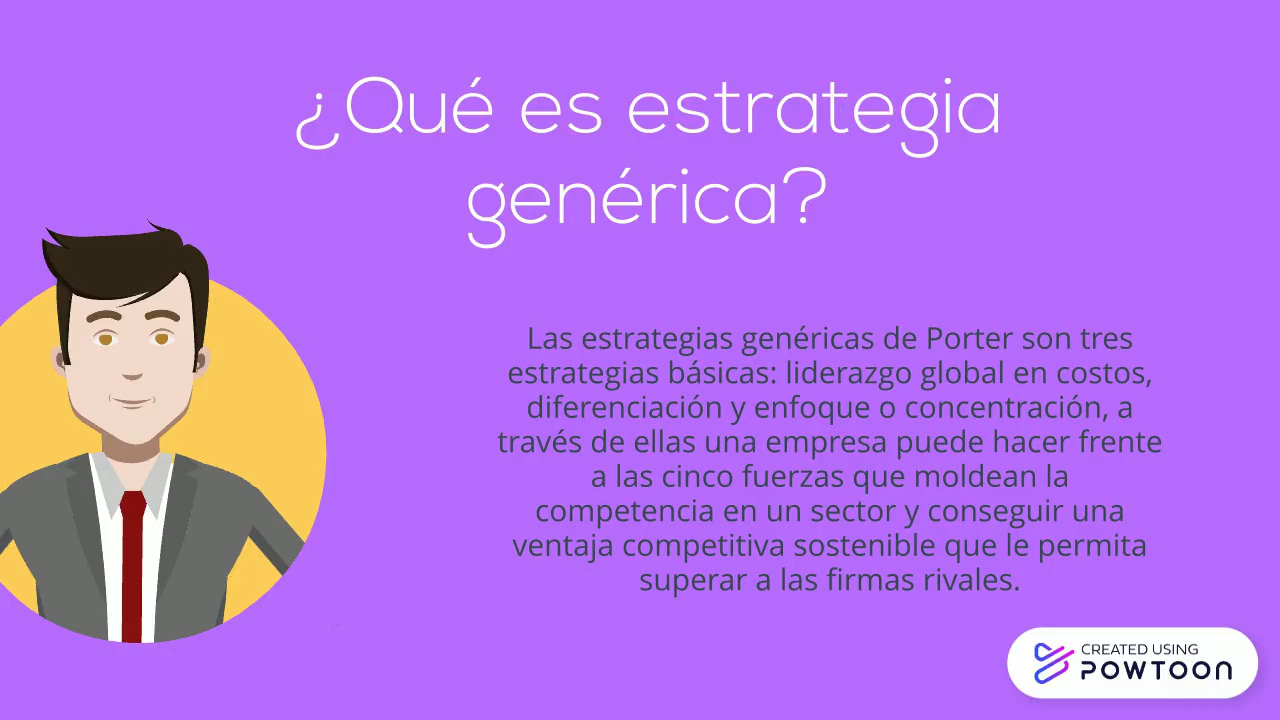 ¿Qué es estrategia
genérica?
Las estrategias genéricas de Porter son tres
estrategias básicas: liderazgo global en costos,
diferenciación y enfoque o concentración, a
través de ellas una empresa puede hacer frente
a las cinco fuerzas que moldean la
competencia en un sector y conseguir una
ventaja competitiva sostenible que le permita
superar a las firmas rivales.
CREATED USING
POWTOON